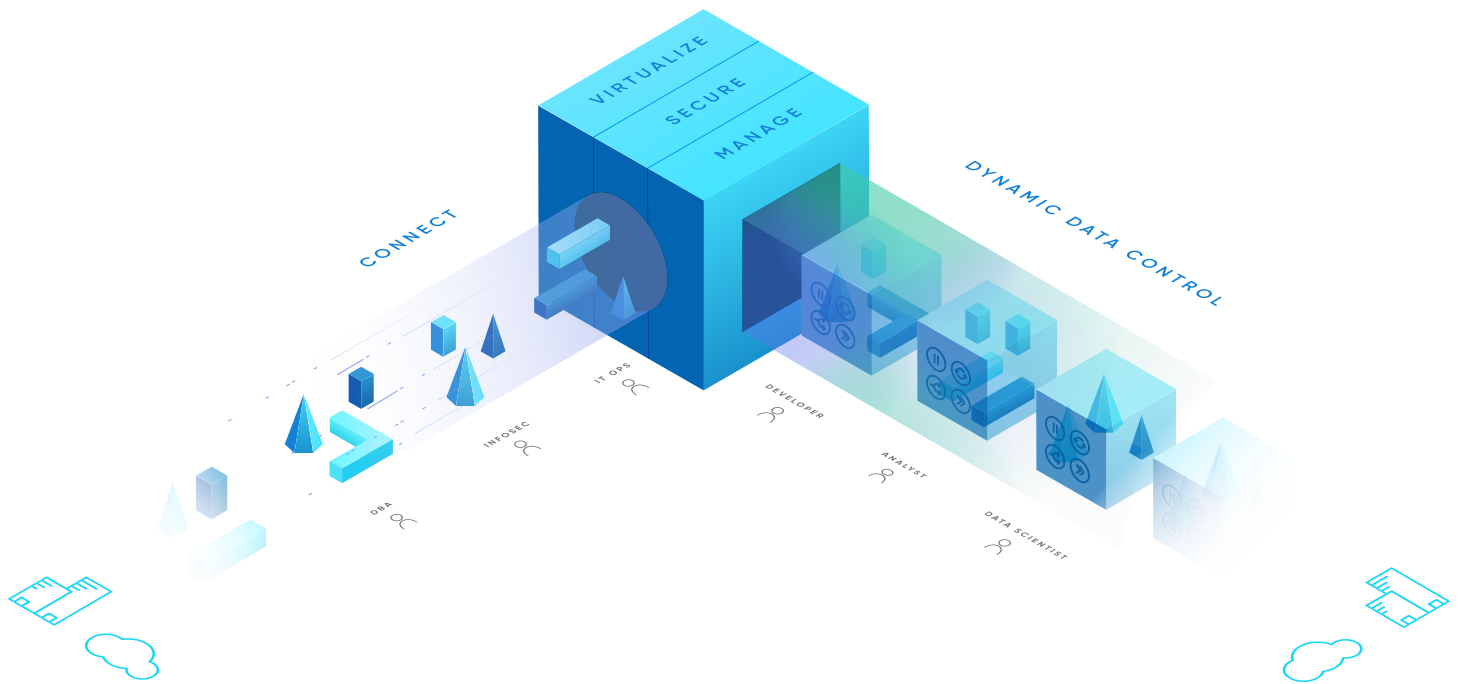 VIRTUALIZE
SECURE
MANAGE
CONNECT
DYNAMIC DATA CONTROL
IT OPS
INFOSEC
DBA
DEVELOPER
ANALYST
DATA SCIENTIST